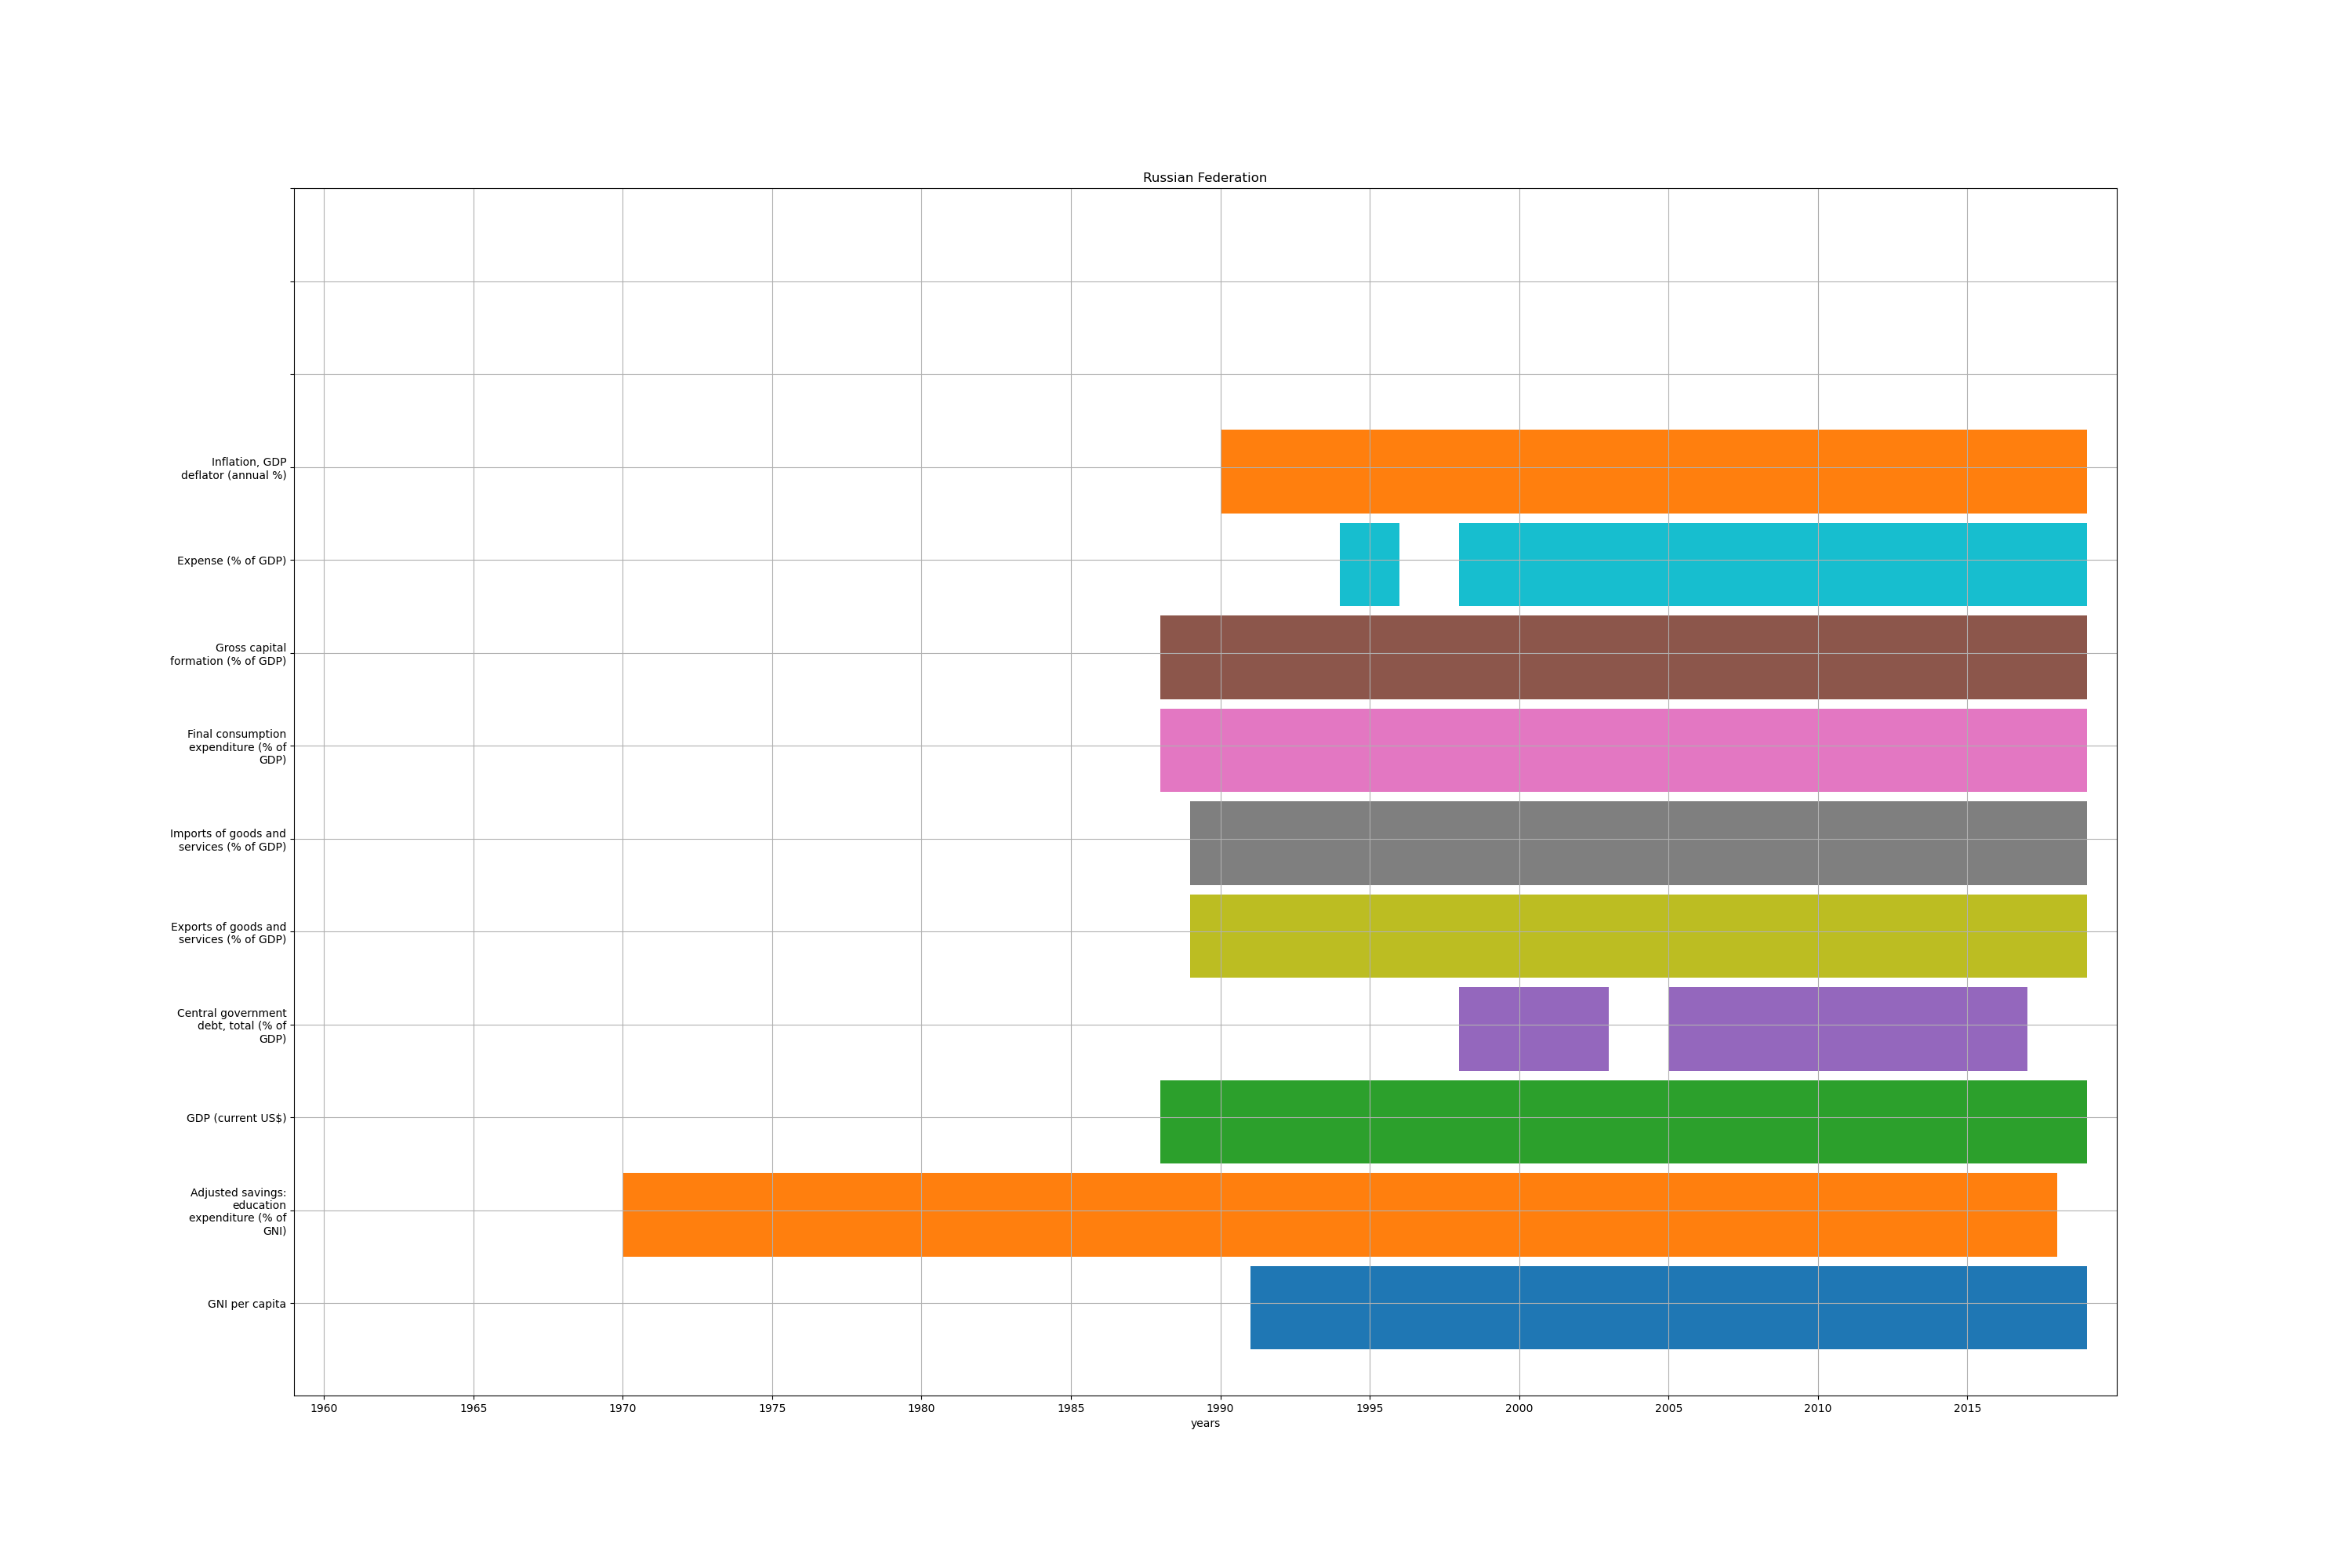 Russian Federation
Inflation, GDP
deflator (annual %)
Expense (% of GDP)
Gross capital
formation (% of GDP)
Final consumption
expenditure (% of
GDP)
Imports of goods and
services (% of GDP)
Exports of goods and
services (% of GDP)
Central government
debt, total (% of
GDP)
GDP (current US$)
Adjusted savings:
education
expenditure (% of
GNI)
GNI per capita
1960 1965 1970 1975 1980 1985 1990 1995 2000 2005 2010 2015
years